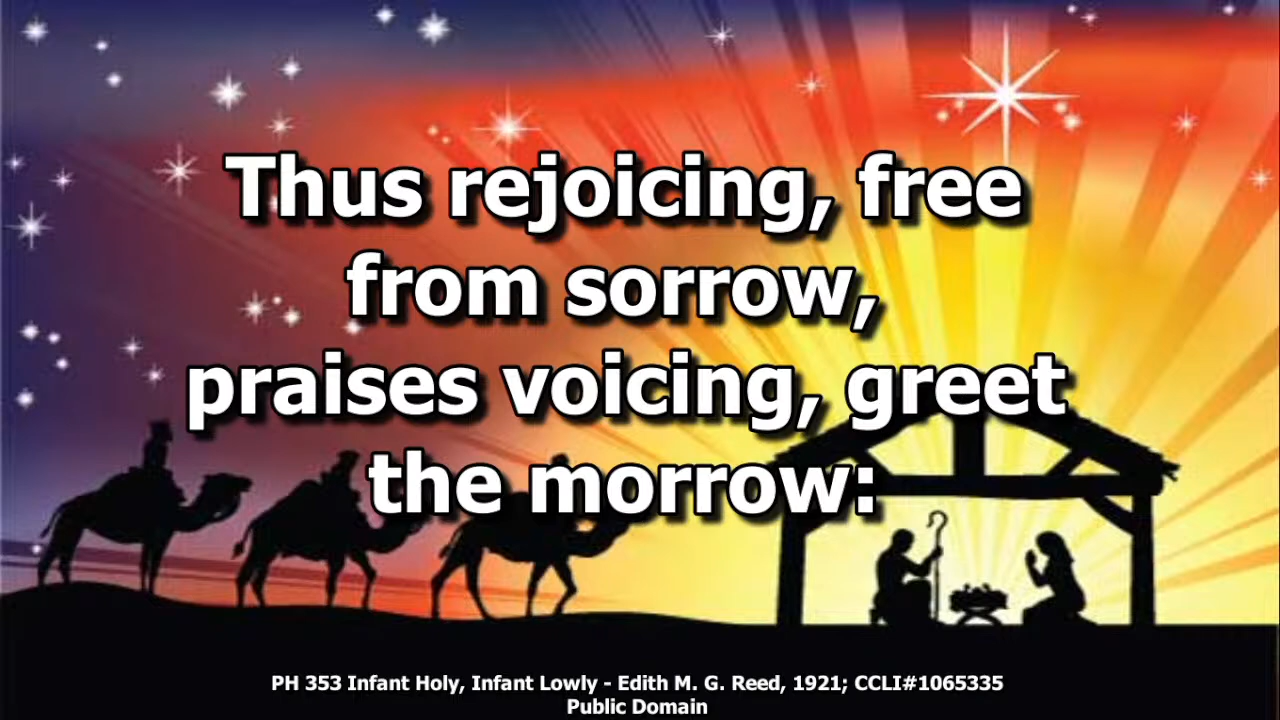 Thus rejoicing, free
from sorrow,
praises voicing, greet
the morrow:
PH 353 Infant Holy, Infant Lowly - Edith M. G. Reed, 1921; CCLI#1065335
Public Domain